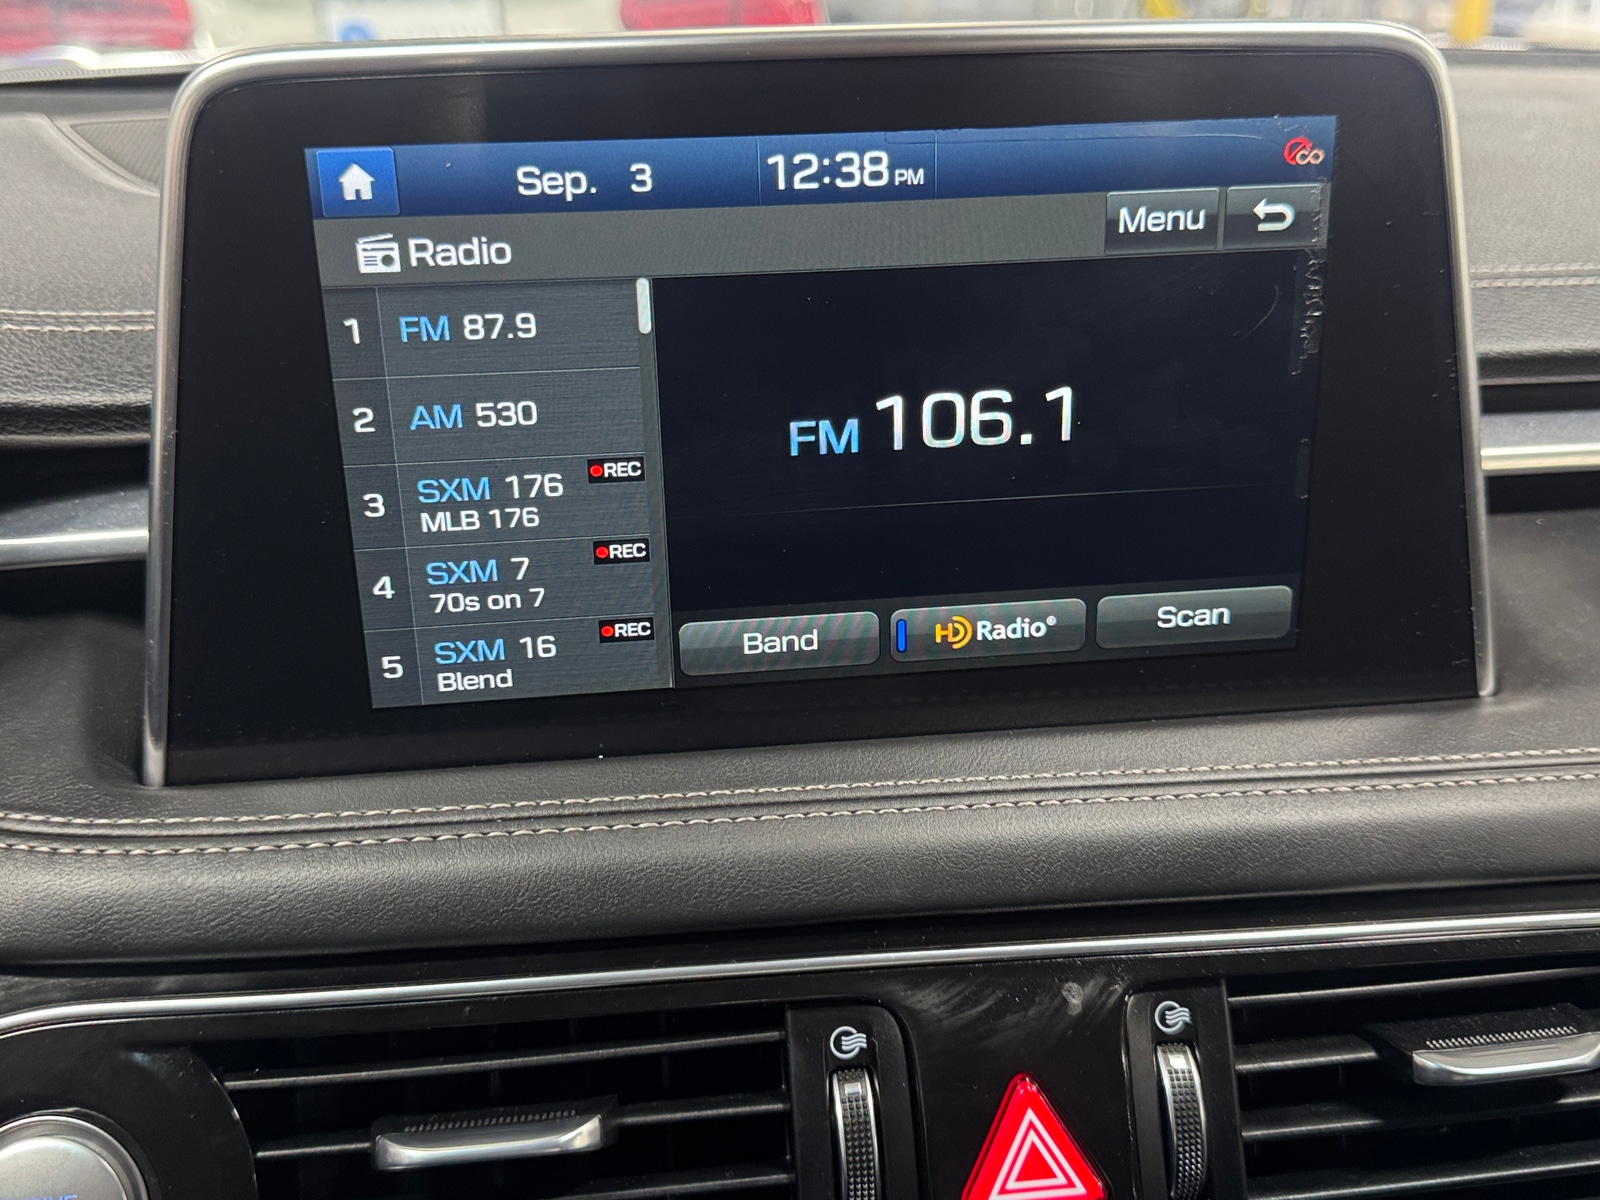 Sep. 3 12:38 PM
Radio Menu
1 FM 87.9
2 AM 530
3 SXM 176 REC
MLB 176
4 SXM 7 REC
70s on 7
5 SXM 16 REC
Blend
FM 106.1
Band HD Radio® Scan